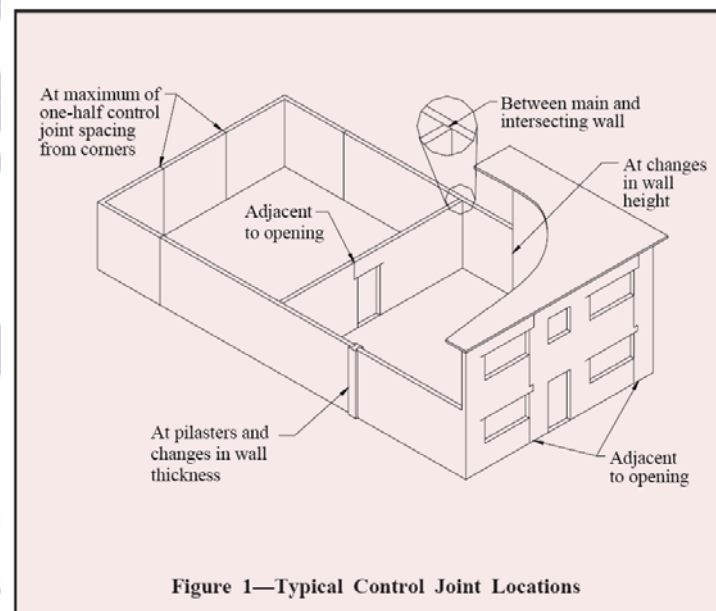 At maximum of
one-half control
joint spacing
from corners
Between main and
intersecting wall
At changes
in wall
height
Adjacent
to opening
At pilasters and
changes in wall
thickness
Adjacent
to opening
Figure 1—Typical Control Joint Locations